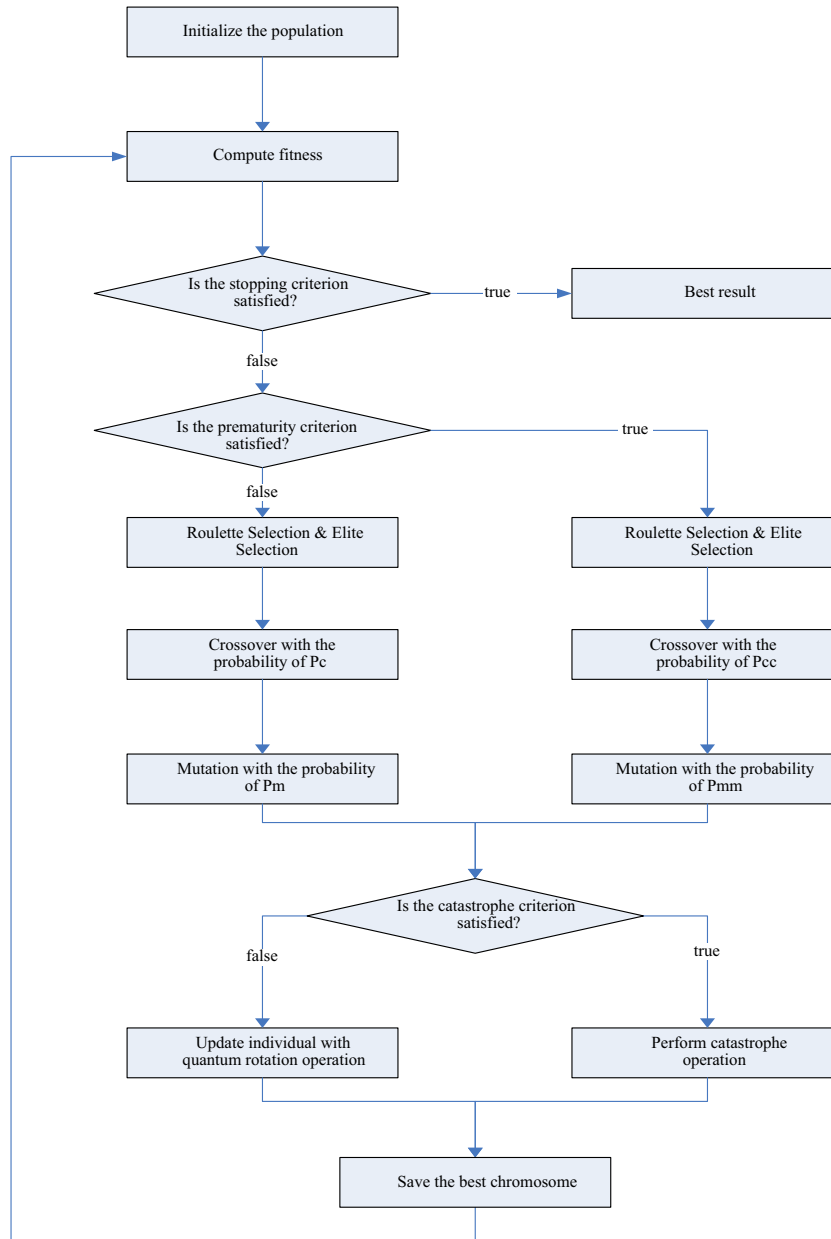 Initialize the population
Compute fitness
Is the stopping criterion
satisfied?
true
Best result
false
Is the prematurity criterion
satisfied?
true
false
Roulette Selection & Elite
Selection
Roulette Selection & Elite
Selection
Crossover with the
probability of Pc
Crossover with the
probability of Pcc
Mutation with the probability
of Pm
Mutation with the probability
of Pmm
Is the catastrophe criterion
satisfied?
false
true
Update individual with
quantum rotation operation
Perform catastrophe
operation
Save the best chromosome